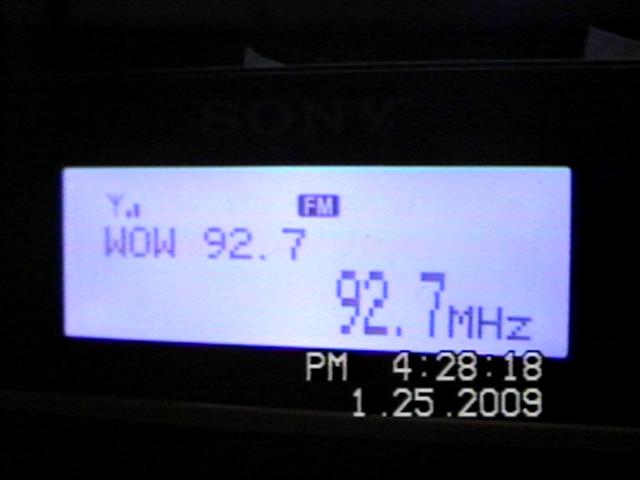 SONY
FM
WOW 92.7
92.7MHz
PM 4:28:18
1.25.2009